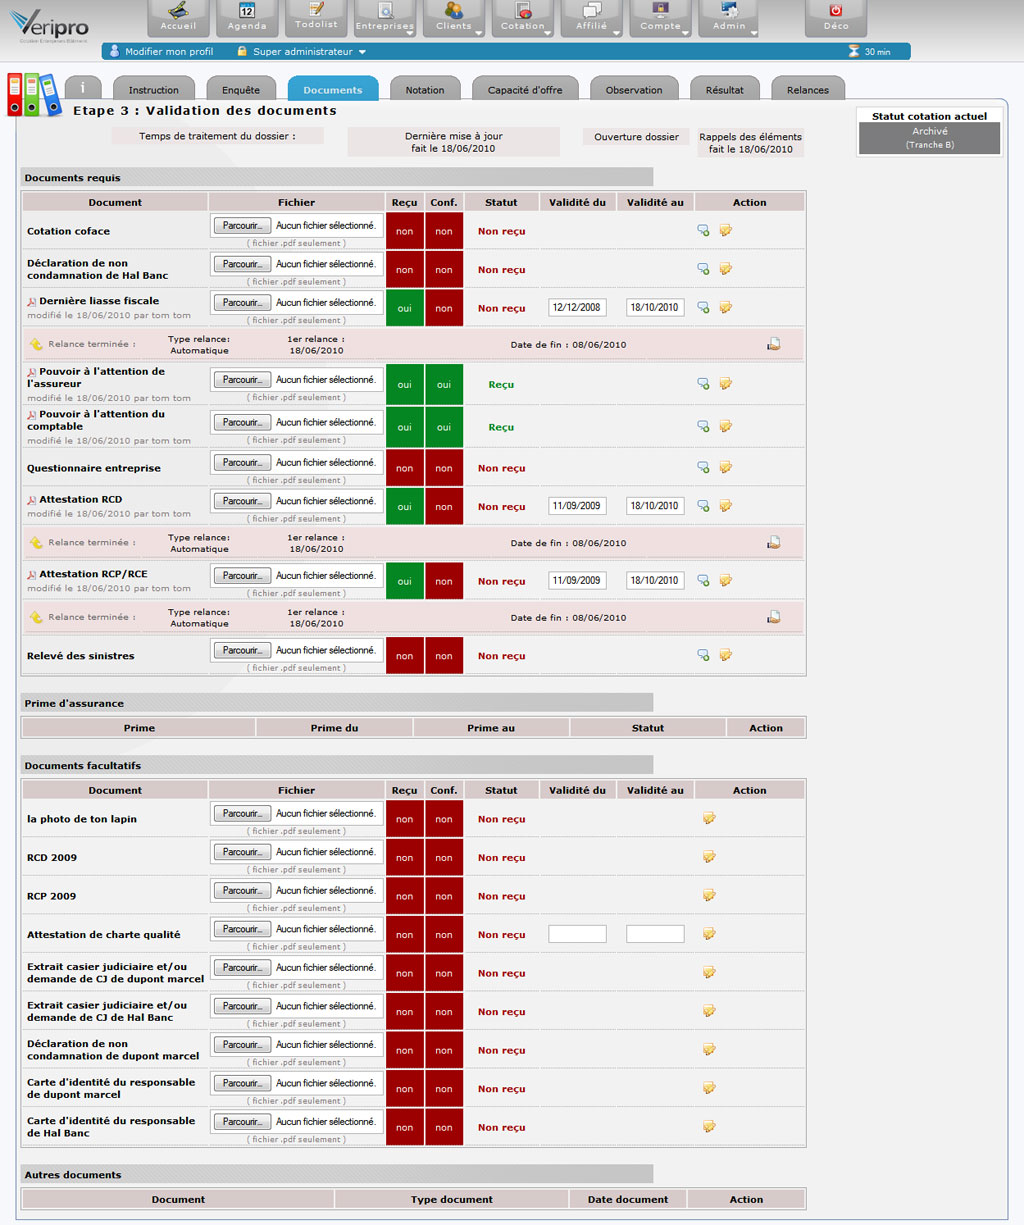 Veripro
Accueil
Agenda
Todolist
Entreprises
Clients
Cotation
Affilié
Compte
Admin
Déco
12
Modifier mon profil
Super administrateur
30 min
i
Instruction
Enquête
Documents
Notation
Capacité d'offre
Observation
Résultat
Relances
Etape 3 : Validation des documents
Statut cotation actuel
Archivé
(Tranche B)
Temps de traitement du dossier :
Dernière mise à jour
fait le 18/06/2010
Ouverture dossier
Rappels des éléments
fait le 18/06/2010
Documents requis
Document Fichier Reçu Conf. Statut Validité du Validité au Action
Cotation coface Parcourir... Aucun fichier sélectionné. non non Non reçu
( fichier .pdf seulement )
Déclaration de non
condamnation de Hal Banc Parcourir... Aucun fichier sélectionné. non non Non reçu
( fichier .pdf seulement )
Dernière liasse fiscale Parcourir... Aucun fichier sélectionné. oui non Non reçu 12/12/2008 18/10/2010
modifié le 18/06/2010 par tom tom ( fichier .pdf seulement )
Relance terminée : Type relance: 1er relance : Date de fin : 08/06/2010
Automatique 18/06/2010
Pouvoir à l'attention de
l'assureur Parcourir... Aucun fichier sélectionné. oui oui Reçu
modifié le 18/06/2010 par tom tom ( fichier .pdf seulement )
Pouvoir à l'attention du
comptable Parcourir... Aucun fichier sélectionné. oui oui Reçu
modifié le 18/06/2010 par tom tom ( fichier .pdf seulement )
Questionnaire entreprise Parcourir... Aucun fichier sélectionné. non non Non reçu
( fichier .pdf seulement )
Attestation RCD Parcourir... Aucun fichier sélectionné. oui non Non reçu 11/09/2009 18/10/2010
modifié le 18/06/2010 par tom tom ( fichier .pdf seulement )
Relance terminée : Type relance: 1er relance : Date de fin : 08/06/2010
Automatique 18/06/2010
Attestation RCP/RCE Parcourir... Aucun fichier sélectionné. oui non Non reçu 11/09/2009 18/10/2010
modifié le 18/06/2010 par tom tom ( fichier .pdf seulement )
Relance terminée : Type relance: 1er relance : Date de fin : 08/06/2010
Automatique 18/06/2010
Relevé des sinistres Parcourir... Aucun fichier sélectionné. non non Non reçu
( fichier .pdf seulement )
Prime d'assurance
Prime Prime du Prime au Statut Action
Documents facultatifs
Document Fichier Reçu Conf. Statut Validité du Validité au Action
la photo de ton lapin Parcourir... Aucun fichier sélectionné. non non Non reçu
( fichier .pdf seulement )
RCD 2009 Parcourir... Aucun fichier sélectionné. non non Non reçu
( fichier .pdf seulement )
RCP 2009 Parcourir... Aucun fichier sélectionné. non non Non reçu
( fichier .pdf seulement )
Attestation de charte qualité Parcourir... Aucun fichier sélectionné. non non Non reçu
( fichier .pdf seulement )
Extrait casier judiciaire et/ou
demande de CJ de dupont marcel Parcourir... Aucun fichier sélectionné. non non Non reçu
( fichier .pdf seulement )
Extrait casier judiciaire et/ou
demande de CJ de Hal Banc Parcourir... Aucun fichier sélectionné. non non Non reçu
( fichier .pdf seulement )
Déclaration de non
condamnation de dupont marcel Parcourir... Aucun fichier sélectionné. non non Non reçu
( fichier .pdf seulement )
Carte d'identité du responsable
de dupont marcel Parcourir... Aucun fichier sélectionné. non non Non reçu
( fichier .pdf seulement )
Carte d'identité du responsable
de Hal Banc Parcourir... Aucun fichier sélectionné. non non Non reçu
( fichier .pdf seulement )
Autres documents
Document Type document Date document Action